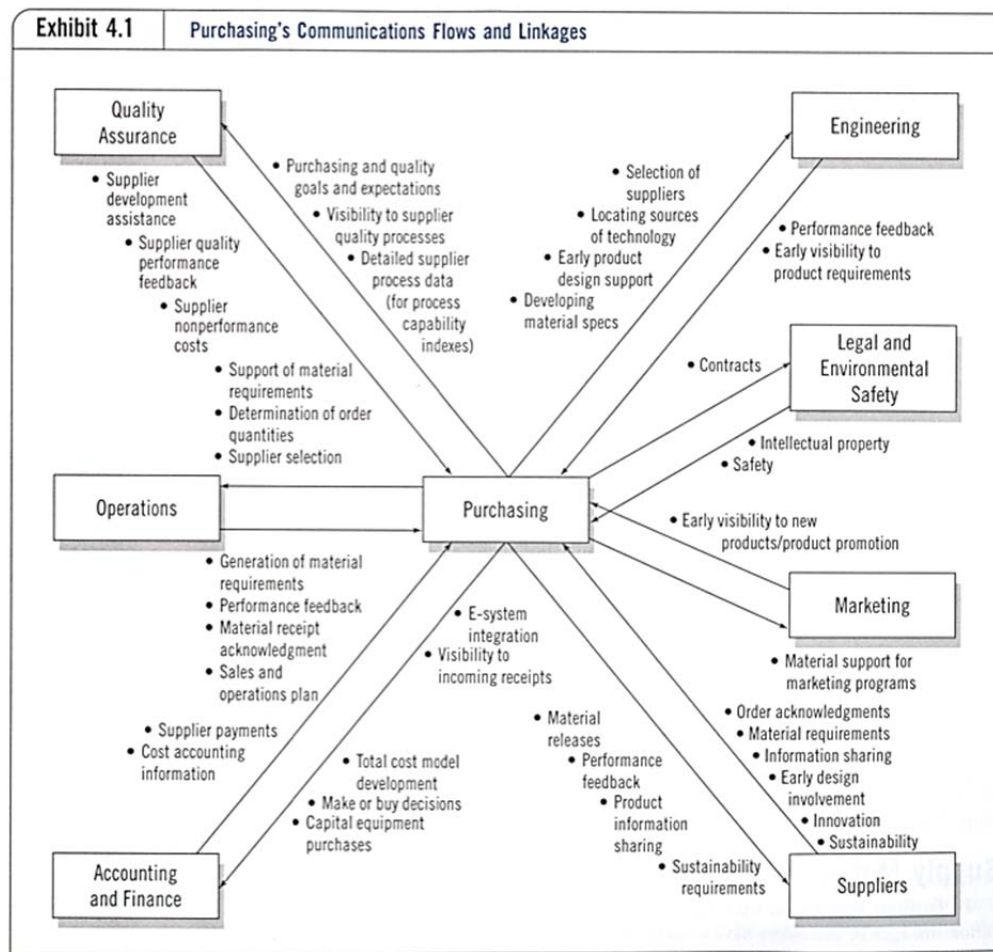 Exhibit 4.1
Purchasing's Communications Flows and Linkages
Quality
Assurance
• Supplier
development
assistance
• Supplier quality
performance
feedback
• Supplier
nonperformance
costs
• Purchasing and quality
goals and expectations
• Visibility to supplier
quality processes
• Detailed supplier
process data
(for process
capability
indexes)
• Selection of
suppliers
• Locating sources
of technology
• Early product
design support
• Developing
material specs
Engineering
• Performance feedback
• Early visibility to
product requirements
Legal and
Environmental
Safety
• Contracts
• Intellectual property
• Safety
• Support of material
requirements
• Determination of order
quantities
• Supplier selection
Operations
Purchasing
• Early visibility to new
products/product promotion
Marketing
• Material support for
marketing programs
• Generation of material
requirements
• Performance feedback
• Material receipt
acknowledgment
• Sales and
operations plan
• E-system
integration
• Visibility to
incoming receipts
• Supplier payments
• Cost accounting
information
• Total cost model
development
• Make or buy decisions
• Capital equipment
purchases
• Material
releases
• Performance
feedback
• Product
information
sharing
• Sustainability
requirements
• Order acknowledgments
• Material requirements
• Information sharing
• Early design
involvement
• Innovation
• Sustainability
Accounting
and Finance
Suppliers